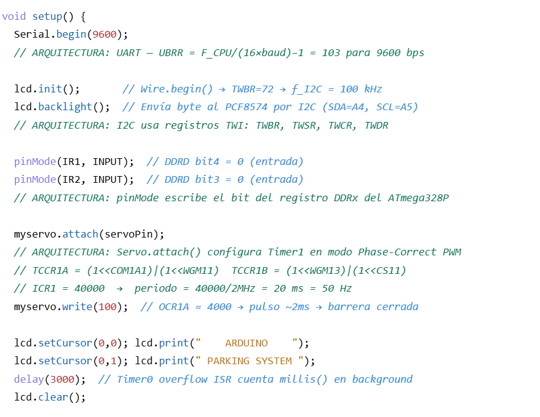 void setup() {
Serial.begin(9600);
// ARQUITECTURA: UART — UBRR = F_CPU/(16×baud)−1 = 103 para 9600 bps
lcd.init();      // Wire.begin() → TWBR=72 → f_I2C = 100 kHz
lcd.backlight();  // Envía byte al PCF8574 por I2C (SDA=A4, SCL=A5)
// ARQUITECTURA: I2C usa registros TWI: TWBR, TWSR, TWCR, TWDR
pinMode(IR1, INPUT);  // DDRD bit4 = 0 (entrada)
pinMode(IR2, INPUT);  // DDRD bit3 = 0 (entrada)
// ARQUITECTURA: pinMode escribe el bit del registro DDRx del ATmega328P
myservo.attach(servoPin);
// ARQUITECTURA: Servo.attach() configura Timer1 en modo Phase-Correct PWM
// TCCR1A = (1<<COM1A1)|(1<<WGM11)  TCCR1B = (1<<WGM13)|(1<<CS11)
// ICR1 = 40000  →  periodo = 40000/2MHz = 20 ms = 50 Hz
myservo.write(100);  // OCR1A = 4000 → pulso ~2ms → barrera cerrada
lcd.setCursor(0,0); lcd.print("    ARDUINO    ");
lcd.setCursor(0,1); lcd.print(" PARKING SYSTEM ");
delay(3000);  // Timer0 overflow ISR cuenta millis() en background
lcd.clear();